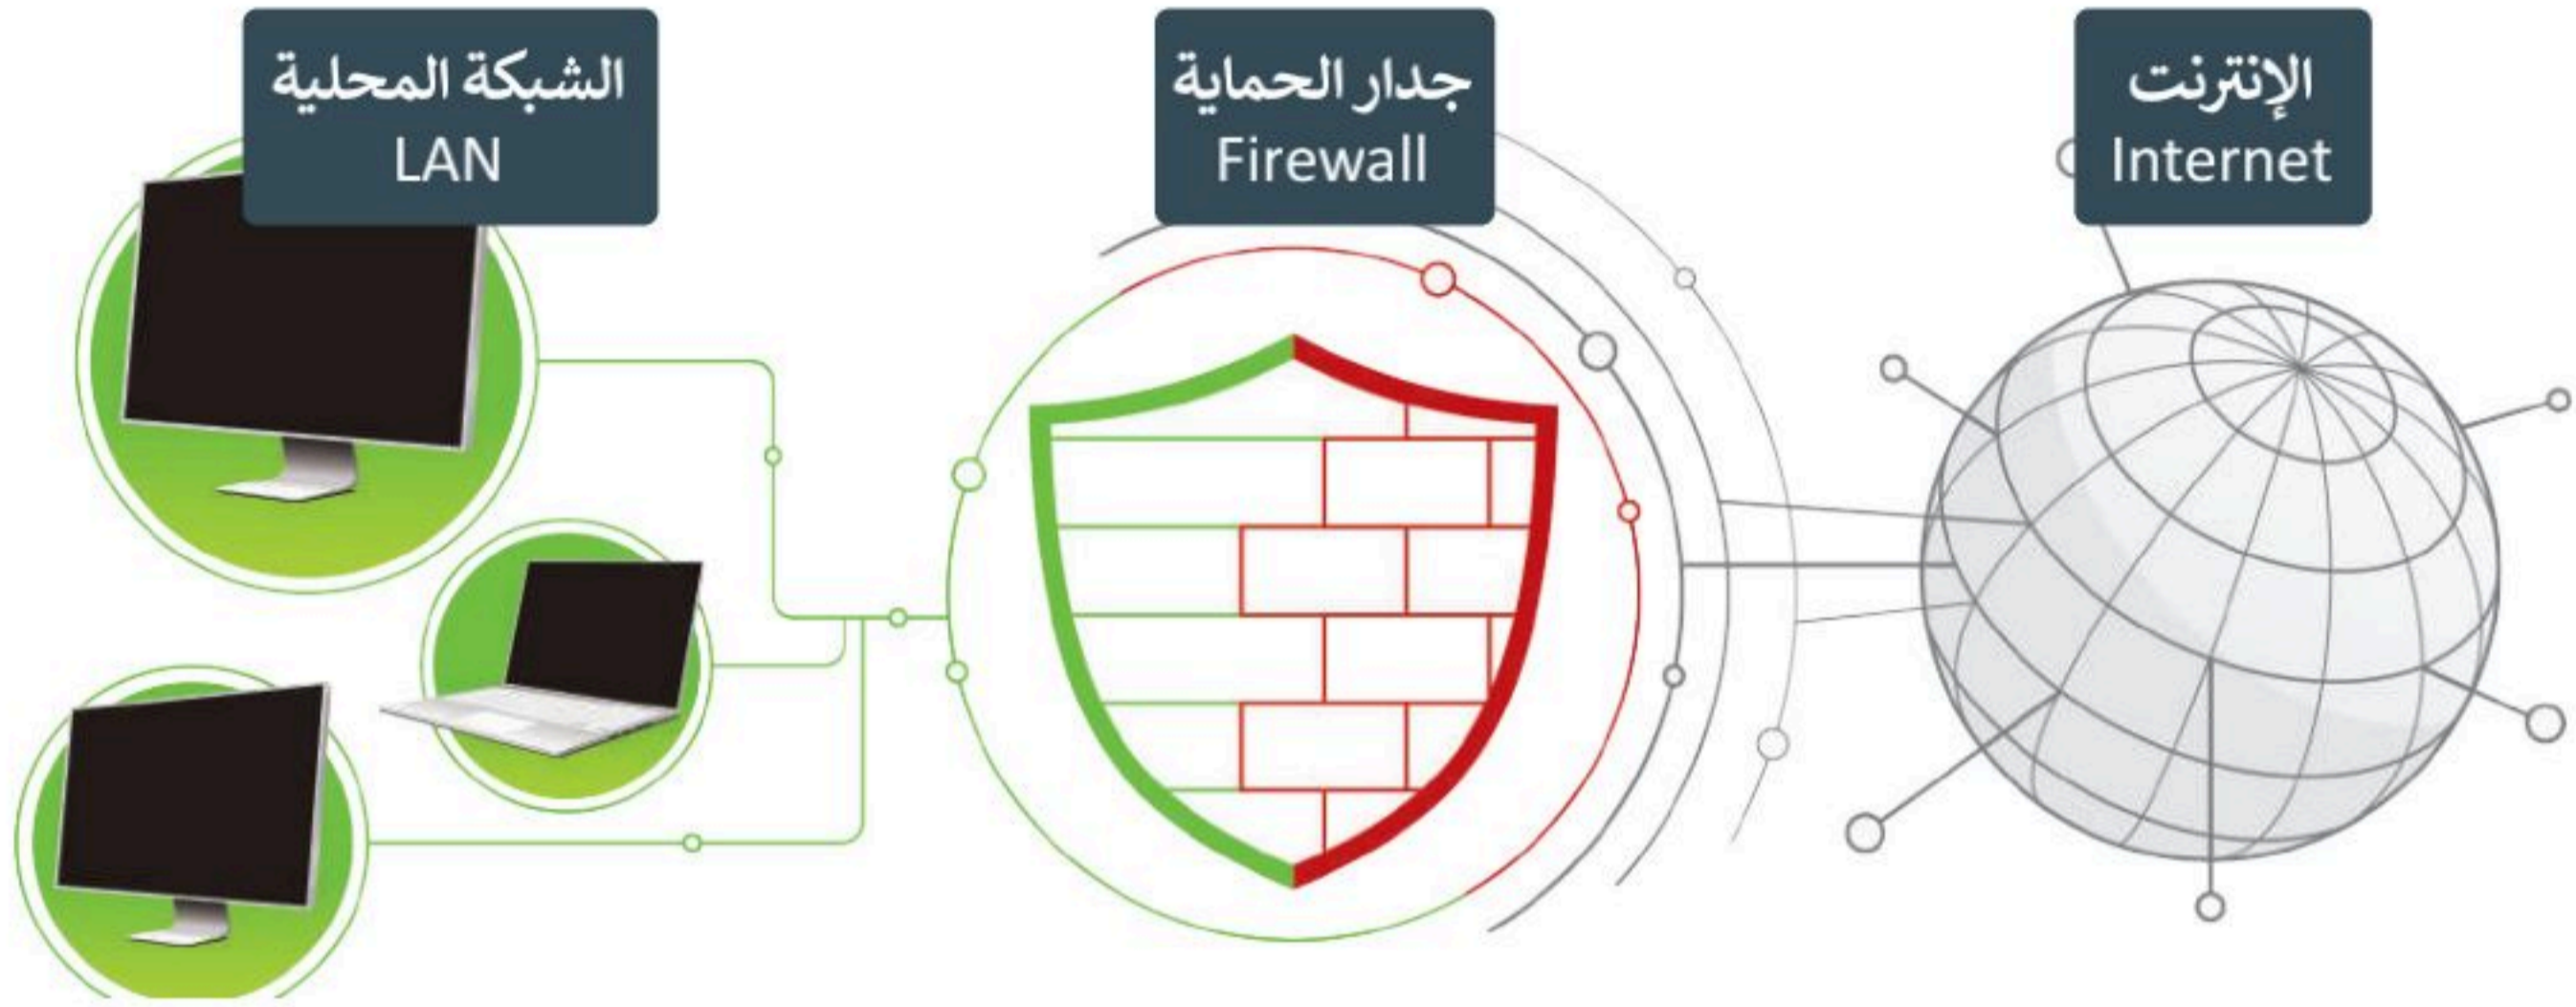 الشبكة المحلية
LAN
جدار الحماية
Firewall
الإنترنت
Internet